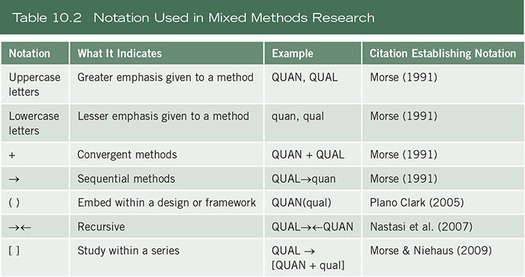 Table 10.2 Notation Used in Mixed Methods Research
Notation What It Indicates Example Citation Establishing Notation
Uppercase letters Greater emphasis given to a method QUAN, QUAL Morse (1991)
Lowercase letters Lesser emphasis given to a method quan, qual Morse (1991)
+ Convergent methods QUAN + QUAL Morse (1991)
→ Sequential methods QUAL→quan Morse (1991)
( ) Embed within a design or framework QUAN(qual) Plano Clark (2005)
→← Recursive QUAL→←QUAN Nastasi et al. (2007)
[ ] Study within a series QUAL → [QUAN + qual] Morse & Niehaus (2009)